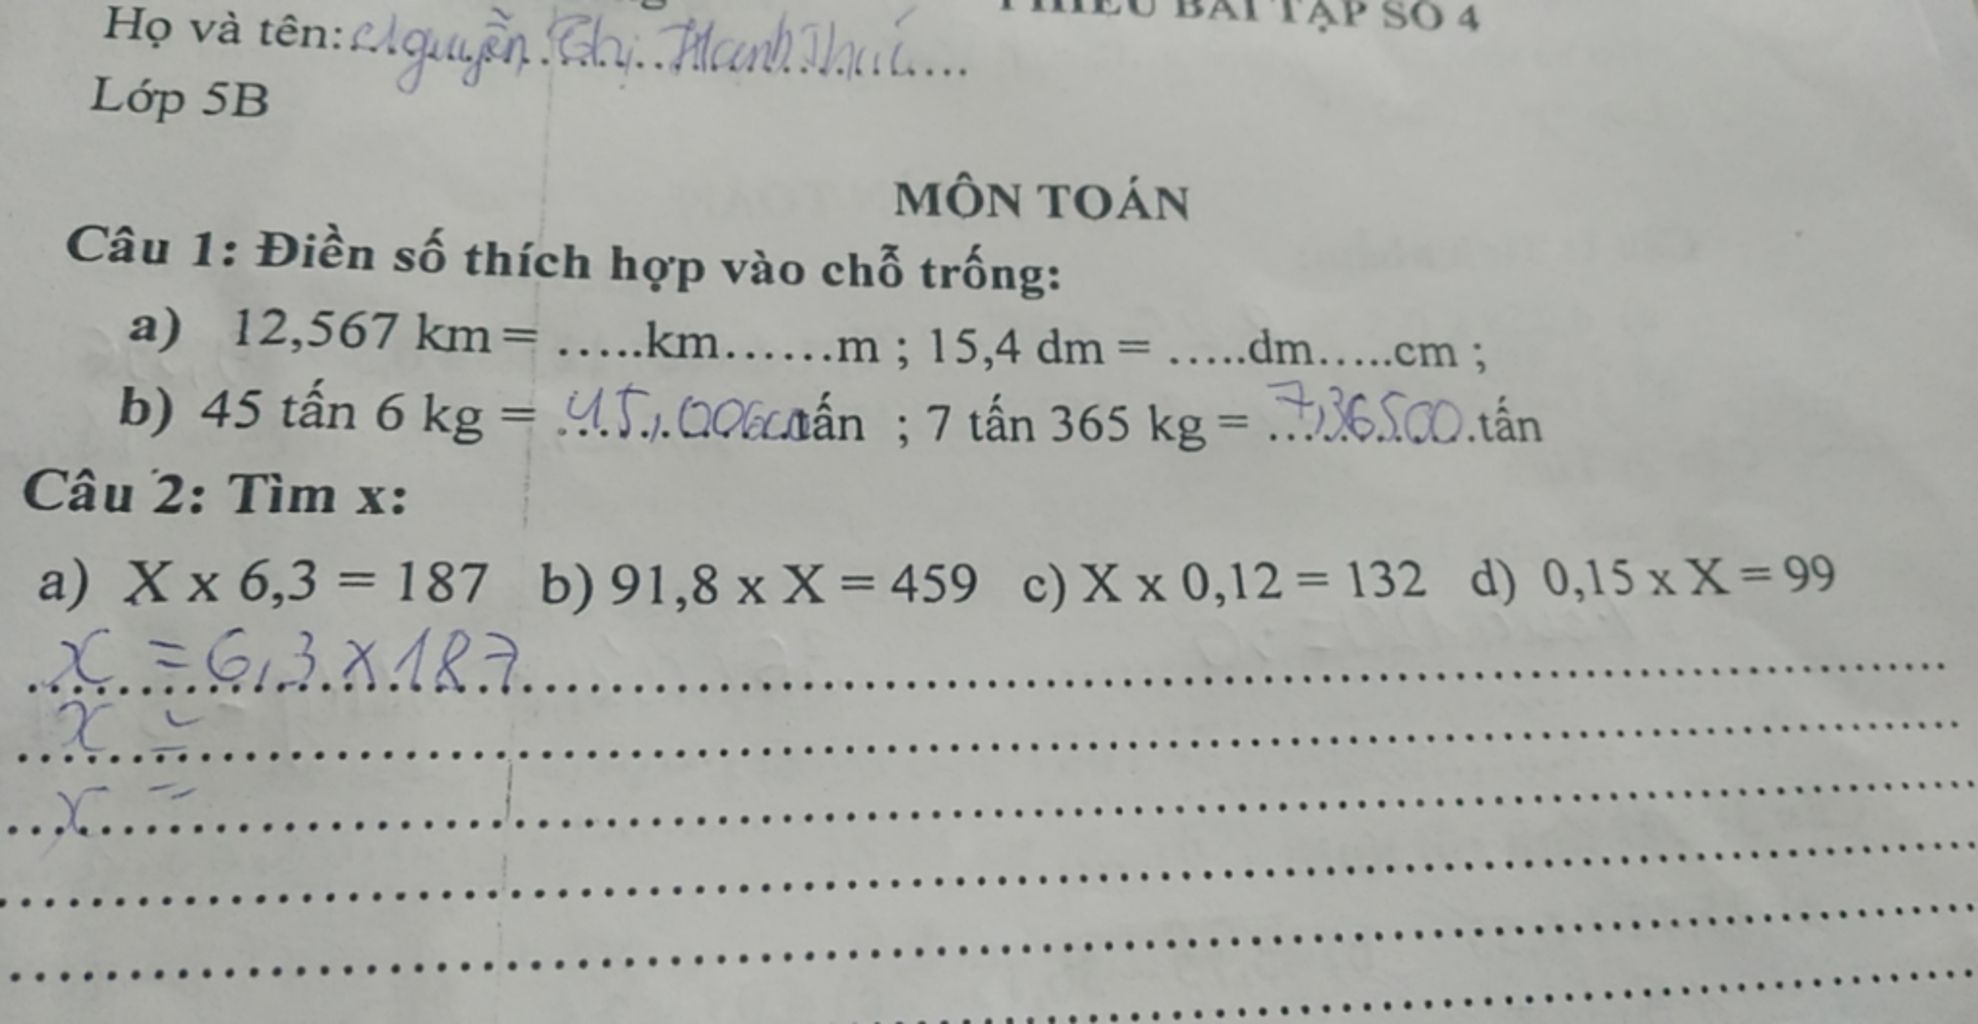 PHIẾU BÀI TẬP SỐ 4
Họ và tên: Nguyễn Thị Thanh Thuý
Lớp 5B
MÔN TOÁN
Câu 1: Điền số thích hợp vào chỗ trống:
a) 12,567 km = .....km......m ; 15,4 dm = .....dm.....cm ;
b) 45 tấn 6 kg = 45,00600 tấn ; 7 tấn 365 kg = 7,36500 tấn
Câu 2: Tìm x:
a) X x 6,3 = 187 b) 91,8 x X = 459 c) X x 0,12 = 132 d) 0,15 x X = 99
x = 6,3 x 187
x =
x =